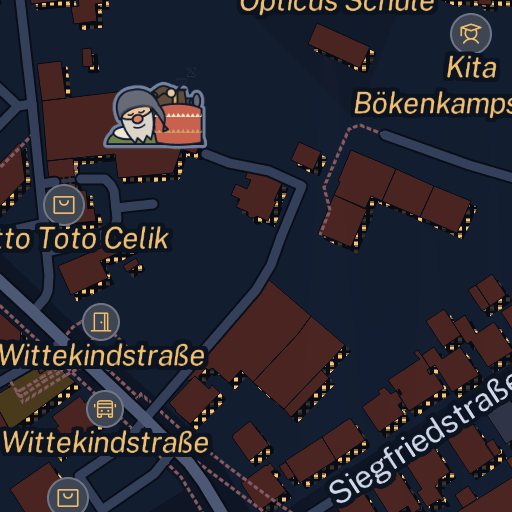 Opticus Schule
Kita
Bökenkamps
tto Toto Celik
Wittekindstraße
Wittekindstraße
Siegfriedstraße